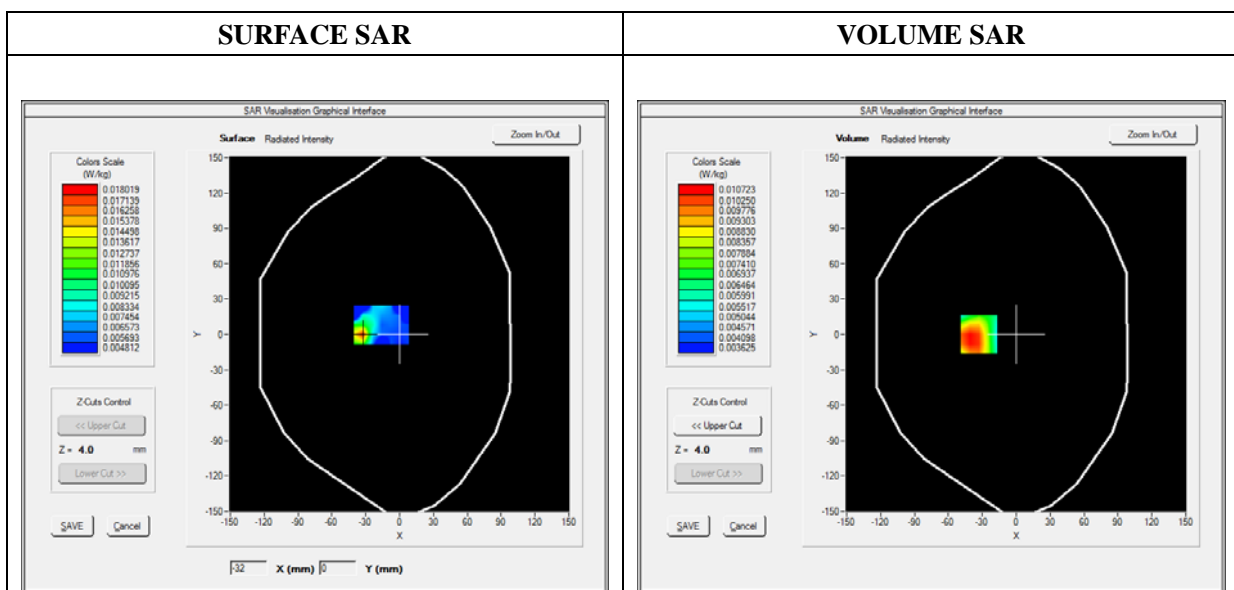 SURFACE SAR
VOLUME SAR
SAR Visualisation Graphical Interface
Surface Radiated Intensity
Zoom In/Out
Colors Scale
(W/kg)
0.018019
0.017139
0.016258
0.015378
0.014498
0.013617
0.012737
0.011856
0.010976
0.010095
0.009215
0.008334
0.007454
0.006573
0.005693
0.004812
Z-Cuts Control
<< Upper Cut
Z = 4.0 mm
Lower Cut >>
SAVE Cancel
150
120
90
60
30
0
-30
-60
-90
-120
-150
Y
-150 -120 -90 -60 -30 0 30 60 90 120 150
X
-32 X (mm) 0 Y (mm)
SAR Visualisation Graphical Interface
Volume Radiated Intensity
Zoom In/Out
Colors Scale
(W/kg)
0.010723
0.010250
0.009776
0.009303
0.008830
0.008357
0.007884
0.007410
0.006937
0.006464
0.005991
0.005517
0.005044
0.004571
0.004098
0.003625
Z-Cuts Control
<< Upper Cut
Z = 4.0 mm
Lower Cut >>
SAVE Cancel
150
120
90
60
30
0
-30
-60
-90
-120
-150
Y
-150 -120 -90 -60 -30 0 30 60 90 120 150
X